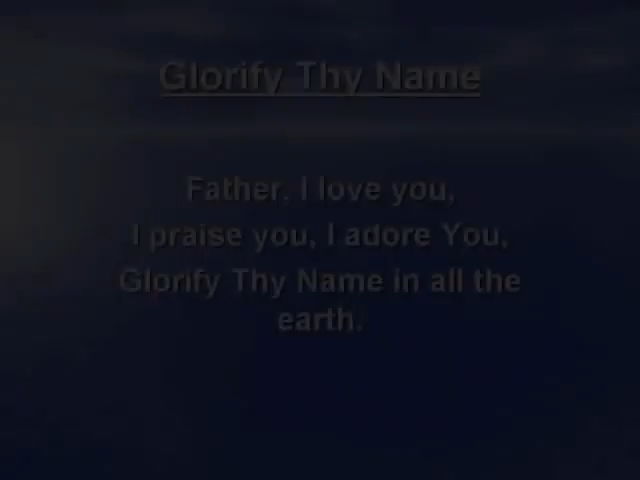 Glorify Thy Name
Father, I love you,
I praise you, I adore You,
Glorify Thy Name in all the
earth.